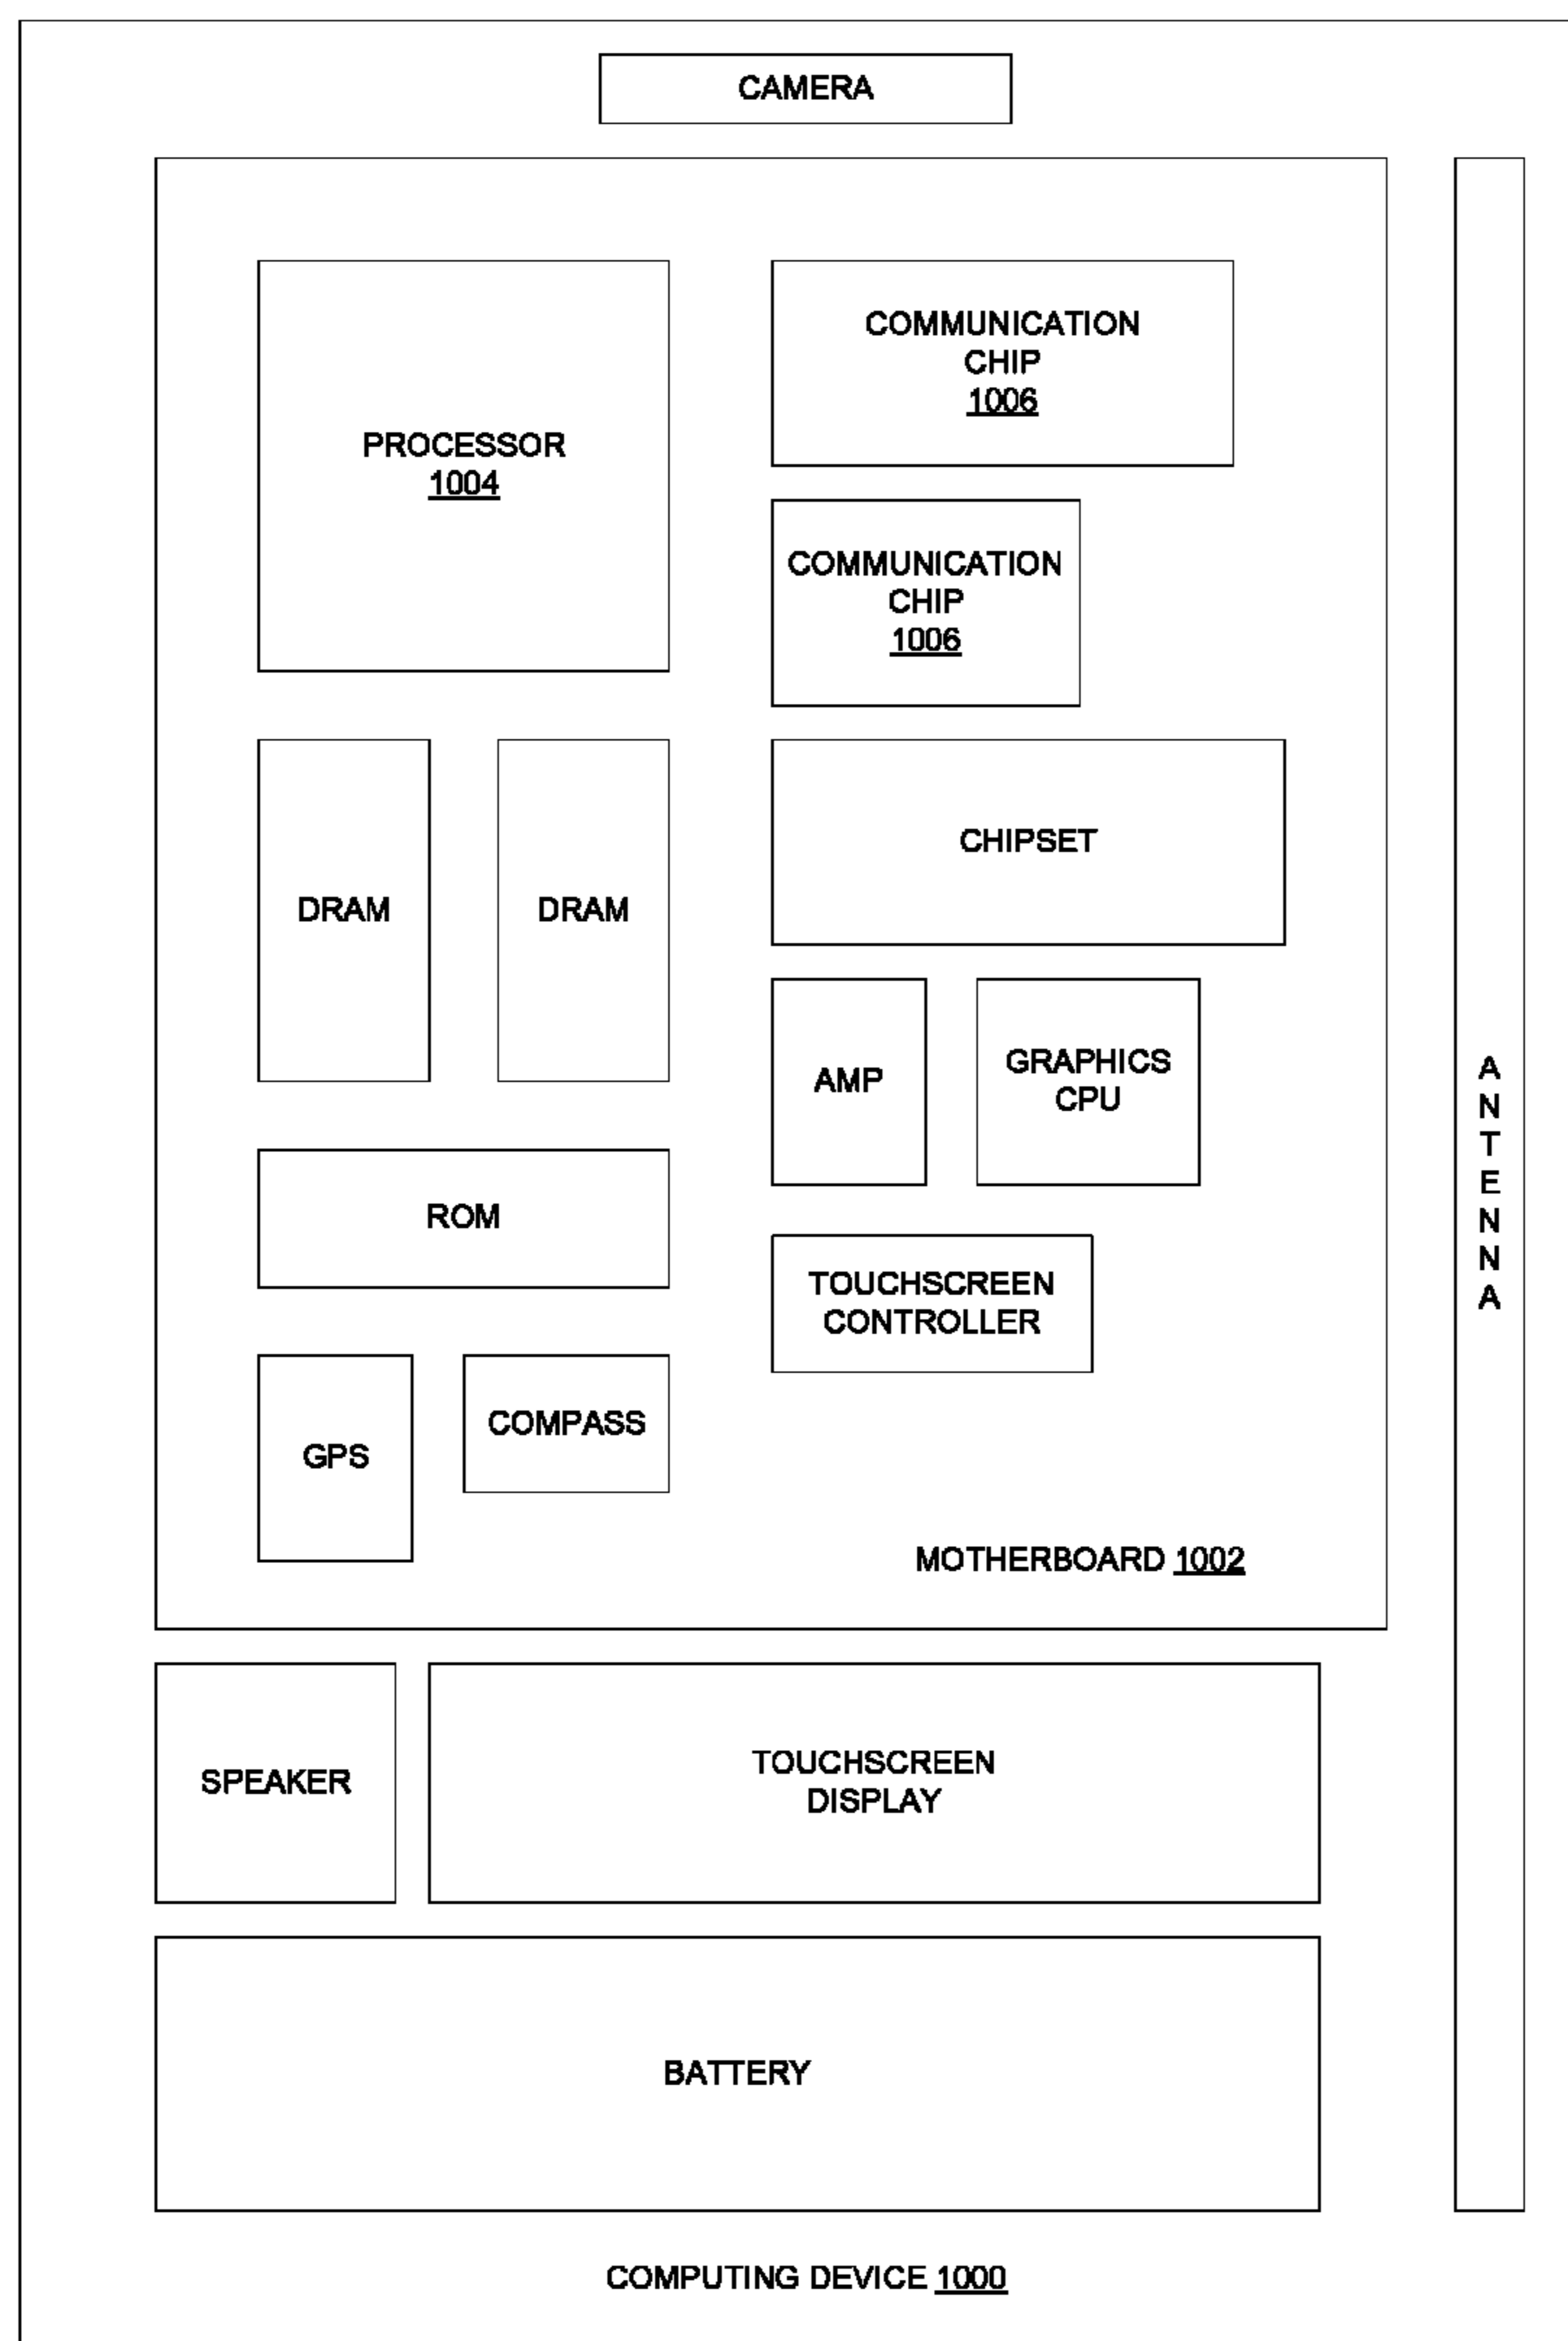 CAMERA
PROCESSOR
1004
COMMUNICATION
CHIP
1006
COMMUNICATION
CHIP
1006
DRAM
DRAM
CHIPSET
AMP
GRAPHICS
CPU
ROM
TOUCHSCREEN
CONTROLLER
GPS
COMPASS
MOTHERBOARD 1002
A
N
T
E
N
N
A
SPEAKER
TOUCHSCREEN
DISPLAY
BATTERY
COMPUTING DEVICE 1000